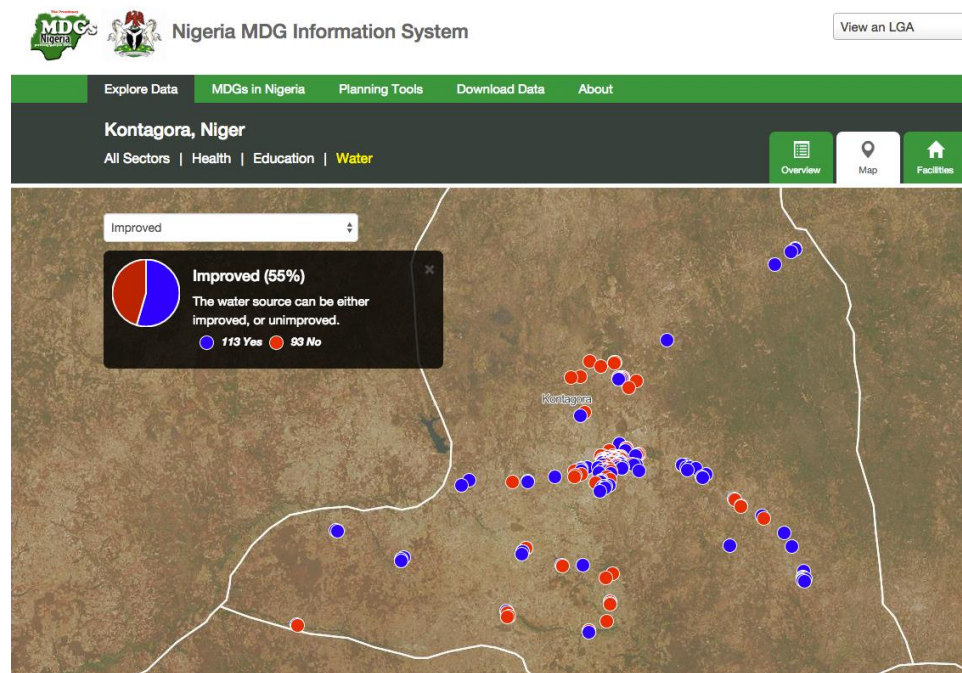 The Presidency
MDGs
Nigeria
Nigeria MDG Information System
View an LGA
Explore Data MDGs in Nigeria Planning Tools Download Data About
Kontagora, Niger
All Sectors | Health | Education | Water
Overview Map Facilities
Improved
Improved (55%)
The water source can be either
improved, or unimproved.
113 Yes 93 No
Kontagora